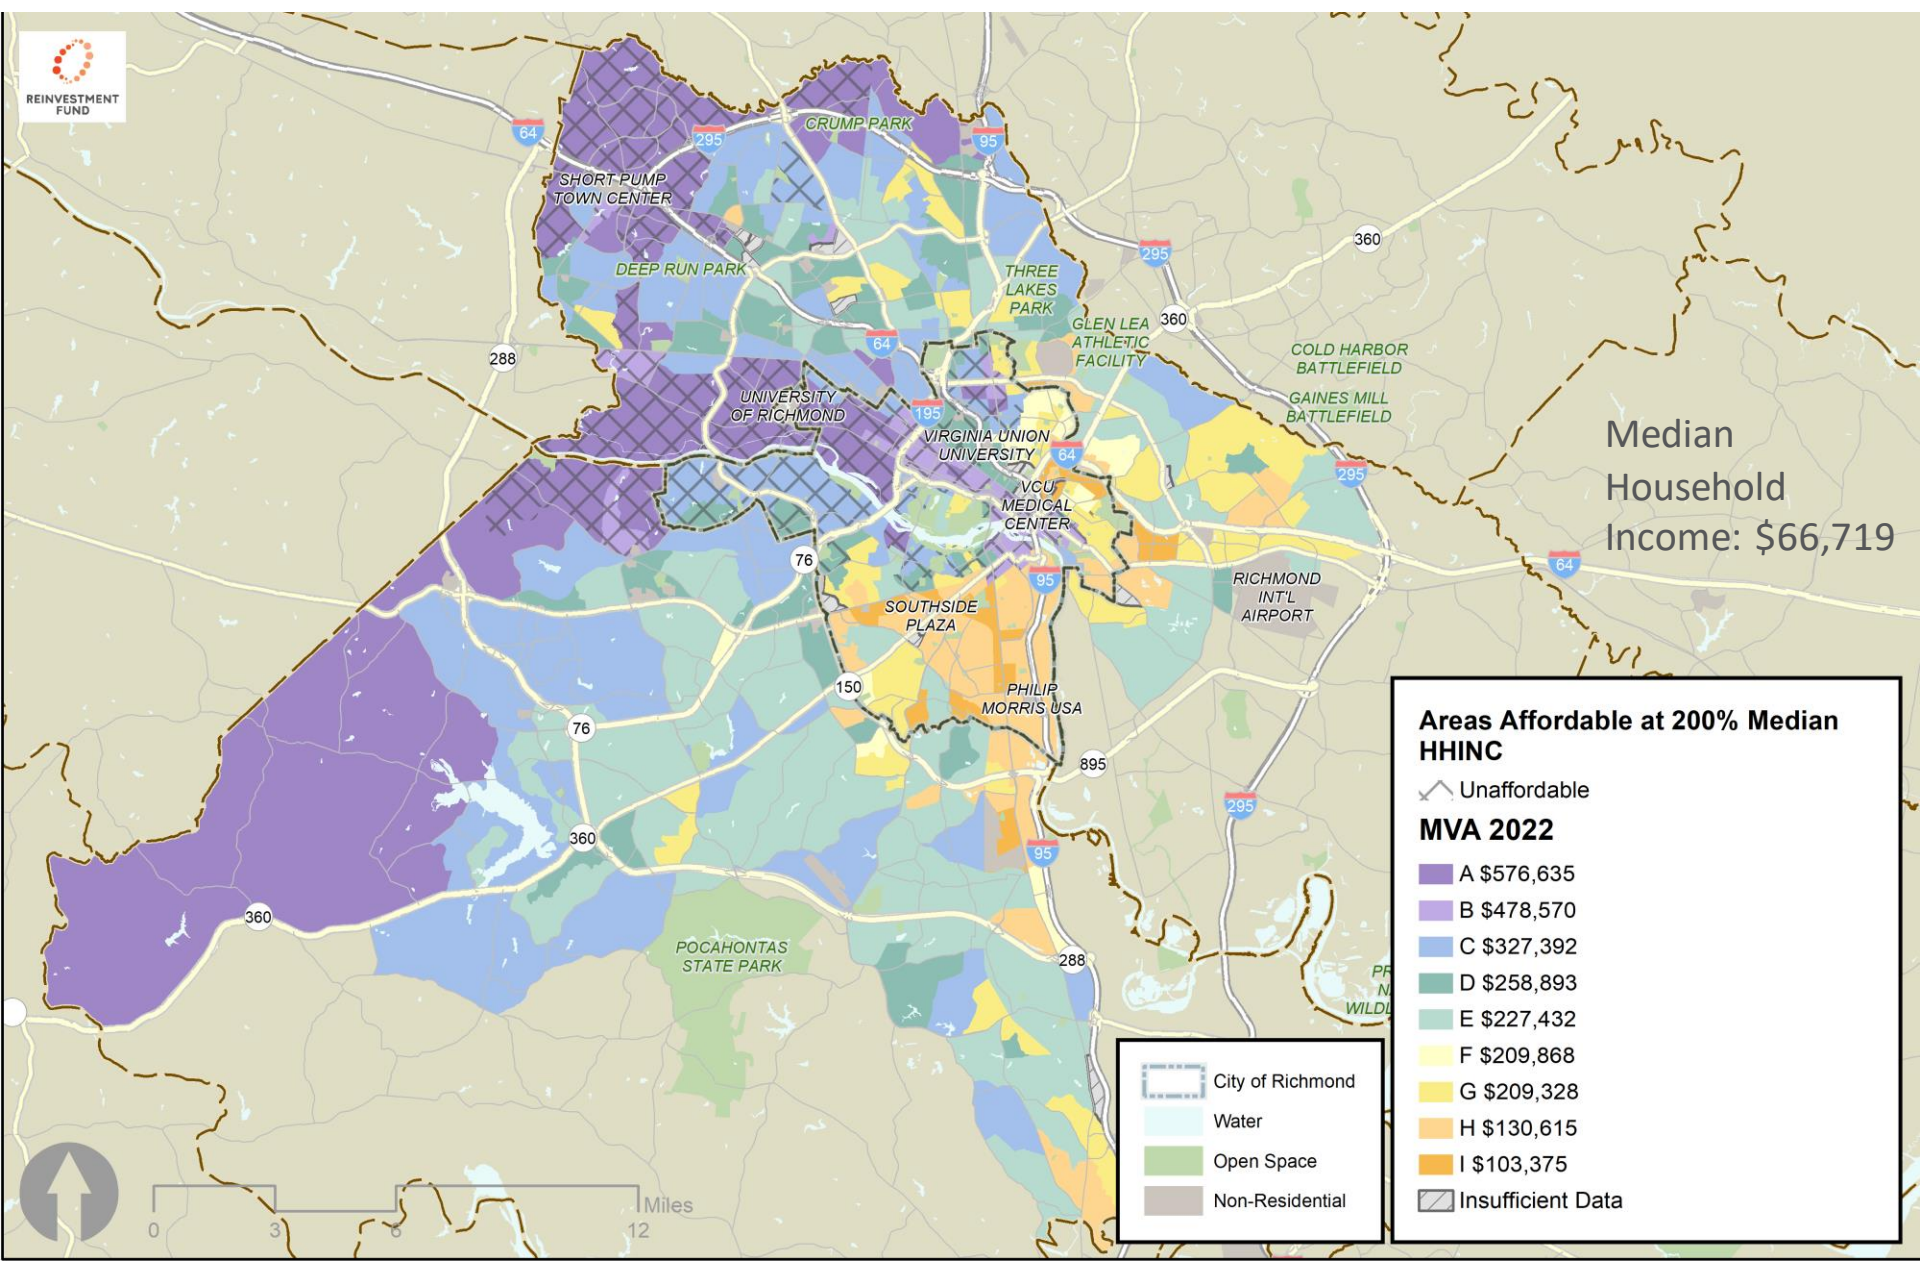 REINVESTMENT
FUND
64
295
CRUMP PARK
95
SHORT PUMP
TOWN CENTER
360
295
DEEP RUN PARK
THREE
LAKES
PARK
360
GLEN LEA
ATHLETIC
FACILITY
64
288
COLD HARBOR
BATTLEFIELD
UNIVERSITY
OF RICHMOND
195
GAINES MILL
BATTLEFIELD
VIRGINIA UNION
UNIVERSITY
64
295
Median
Household
Income: $66,719
VCU
MEDICAL
CENTER
76
95
64
RICHMOND
INT'L
AIRPORT
SOUTHSIDE
PLAZA
150
PHILIP
MORRIS USA
76
895
295
360
95
360
POCAHONTAS
STATE PARK
288
PR
N
WILDL
Areas Affordable at 200% Median
HHINC
Unaffordable
MVA 2022
A $576,635
B $478,570
C $327,392
D $258,893
E $227,432
F $209,868
G $209,328
H $130,615
I $103,375
Insufficient Data
City of Richmond
Water
Open Space
Non-Residential
Miles
0
3
6
12